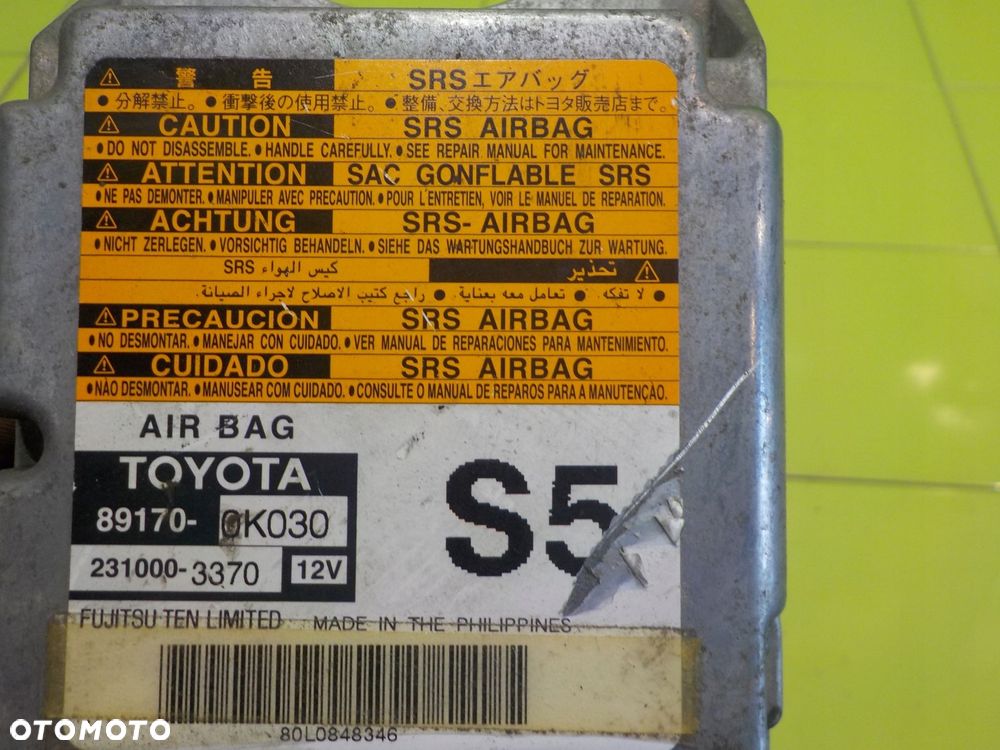 ⚠ 警 告 SRSエアバッグ
●分解禁止。●衝撃後の使用禁止。●整備、交換方法はトヨタ販売店まで。
⚠ CAUTION SRS AIRBAG
●DO NOT DISASSEMBLE.●HANDLE CAREFULLY.●SEE REPAIR MANUAL FOR MAINTENANCE.
⚠ ATTENTION SAC GONFLABLE SRS
●NE PAS DEMONTER.●MANIPULER AVEC PRECAUTION.●POUR L'ENTRETIEN, VOIR LE MANUEL DE REPARATION.
⚠ ACHTUNG SRS-AIRBAG
●NICHT ZERLEGEN.●VORSICHTIG BEHANDELN.●SIEHE DAS WARTUNGSHANDBUCH ZUR WARTUNG.
⚠ تحذير كيس الهواء SRS
● لا تفكه. ● تعامل معه بعناية. ● راجع كتيب الاصلاح لاجراء الصيانة.
⚠ PRECAUCION SRS AIRBAG
●NO DESMONTAR.●MANEJAR CON CUIDADO.●VER MANUAL DE REPARACIONES PARA MANTENIMIENTO.
⚠ CUIDADO SRS AIRBAG
●NÃO DESMONTAR.●MANUSEAR COM CUIDADO.●CONSULTE O MANUAL DE REPAROS PARA A MANUTENÇÃO.
AIR BAG
TOYOTA
89170-0K030
231000-3370 12V
S5
FUJITSU TEN LIMITED MADE IN THE PHILIPPINES
80L0848346
OTOMOTO